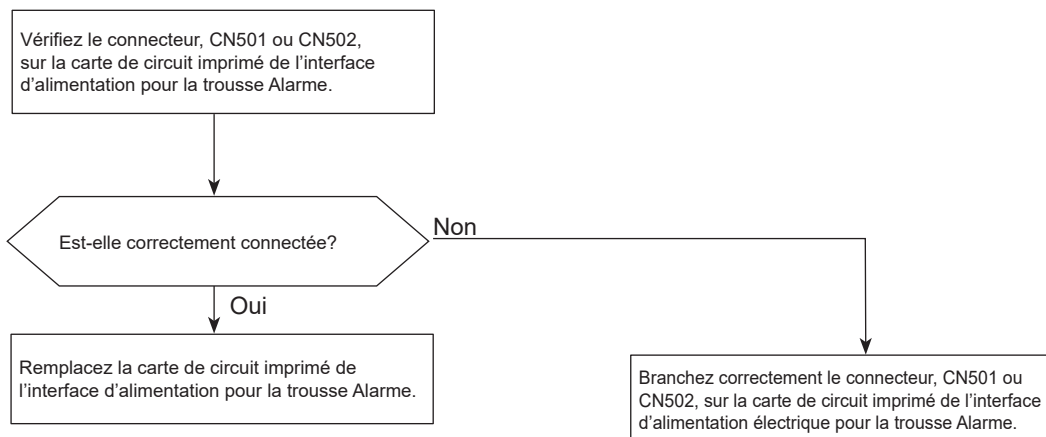 Vérifiez le connecteur, CN501 ou CN502,
sur la carte de circuit imprimé de l’interface
d’alimentation pour la trousse Alarme.
Est-elle correctement connectée?
Non
Oui
Remplacez la carte de circuit imprimé de
l’interface d’alimentation pour la trousse Alarme.
Branchez correctement le connecteur, CN501 ou
CN502, sur la carte de circuit imprimé de l’interface
d’alimentation électrique pour la trousse Alarme.